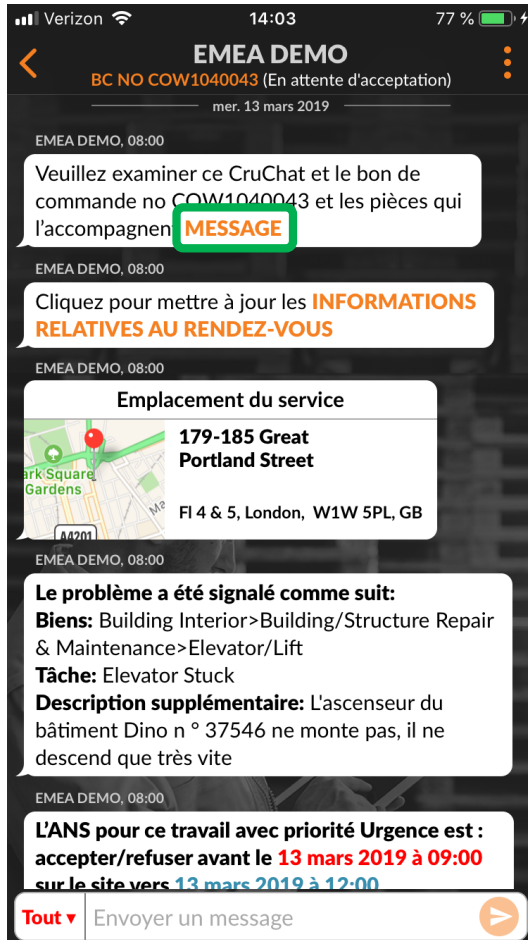 Verizon 14:03 77 %
EMEA DEMO
BC NO COW1040043 (En attente d'acceptation)
mer. 13 mars 2019
EMEA DEMO, 08:00
Veuillez examiner ce CruChat et le bon de
commande no COW1040043 et les pièces qui
l’accompagnen MESSAGE
EMEA DEMO, 08:00
Cliquez pour mettre à jour les INFORMATIONS
RELATIVES AU RENDEZ-VOUS
EMEA DEMO, 08:00
Emplacement du service
179-185 Great
Portland Street
Fl 4 & 5, London, W1W 5PL, GB
ark Square
Gardens
Ma
A4201
EMEA DEMO, 08:00
Le problème a été signalé comme suit:
Biens: Building Interior>Building/Structure Repair
& Maintenance>Elevator/Lift
Tâche: Elevator Stuck
Description supplémentaire: L'ascenseur du
bâtiment Dino n ° 37546 ne monte pas, il ne
descend que très vite
EMEA DEMO, 08:00
L’ANS pour ce travail avec priorité Urgence est :
accepter/refuser avant le 13 mars 2019 à 09:00
sur le site vers 13 mars 2019 à 12:00
Tout ▾ Envoyer un message